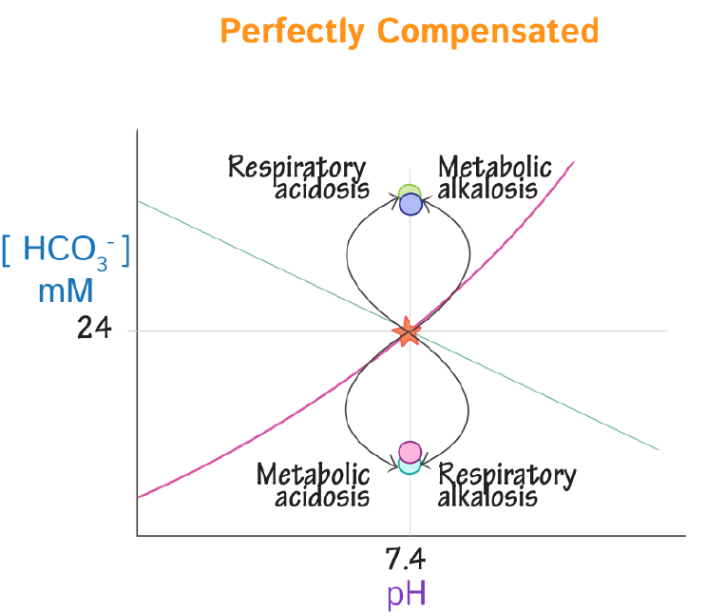 Perfectly Compensated
Respiratory
acidosis
Metabolic
alkalosis
[ HCO₃⁻ ]
mM
24
Metabolic
acidosis
Respiratory
alkalosis
7.4
pH